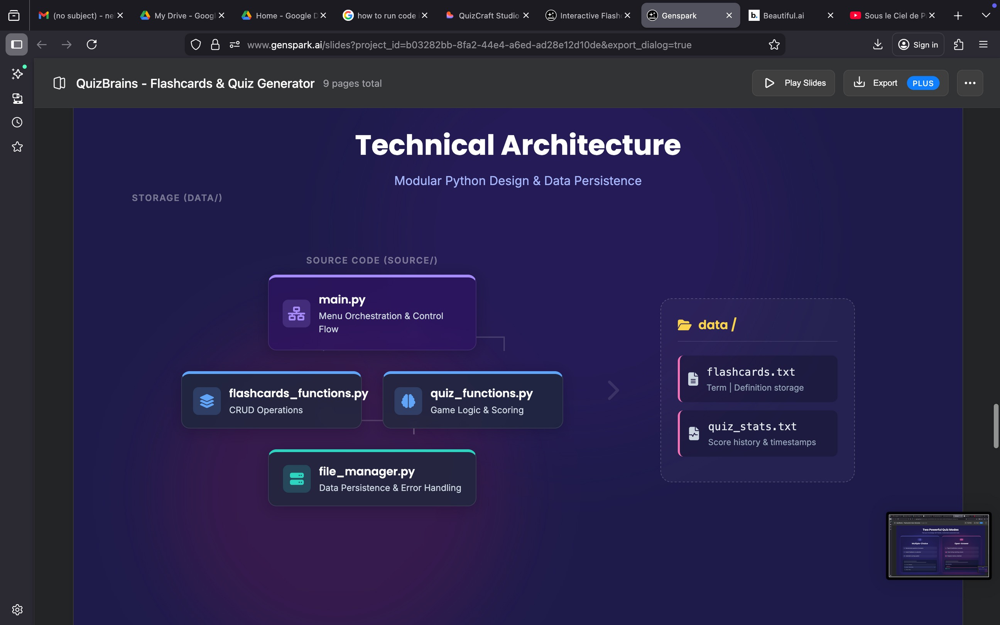 (no subject) - ne
My Drive - Googl
Home - Google D
how to run code
QuizCraft Studio
Interactive Flash
Genspark
b.
Beautiful.ai
Sous le Ciel de P
www.genspark.ai/slides?project_id=b03282bb-8fa2-44e4-a6ed-ad28e12d10de&export_dialog=true
Sign in
QuizBrains - Flashcards & Quiz Generator
9 pages total
Play Slides
Export
PLUS
Technical Architecture
Modular Python Design & Data Persistence
STORAGE (DATA/)
SOURCE CODE (SOURCE/)
main.py
Menu Orchestration & Control
Flow
flashcards_functions.py
CRUD Operations
quiz_functions.py
Game Logic & Scoring
file_manager.py
Data Persistence & Error Handling
data /
flashcards.txt
Term | Definition storage
quiz_stats.txt
Score history & timestamps
Two Powerful Quiz Modes
Multiple-Choice
Open-Answer